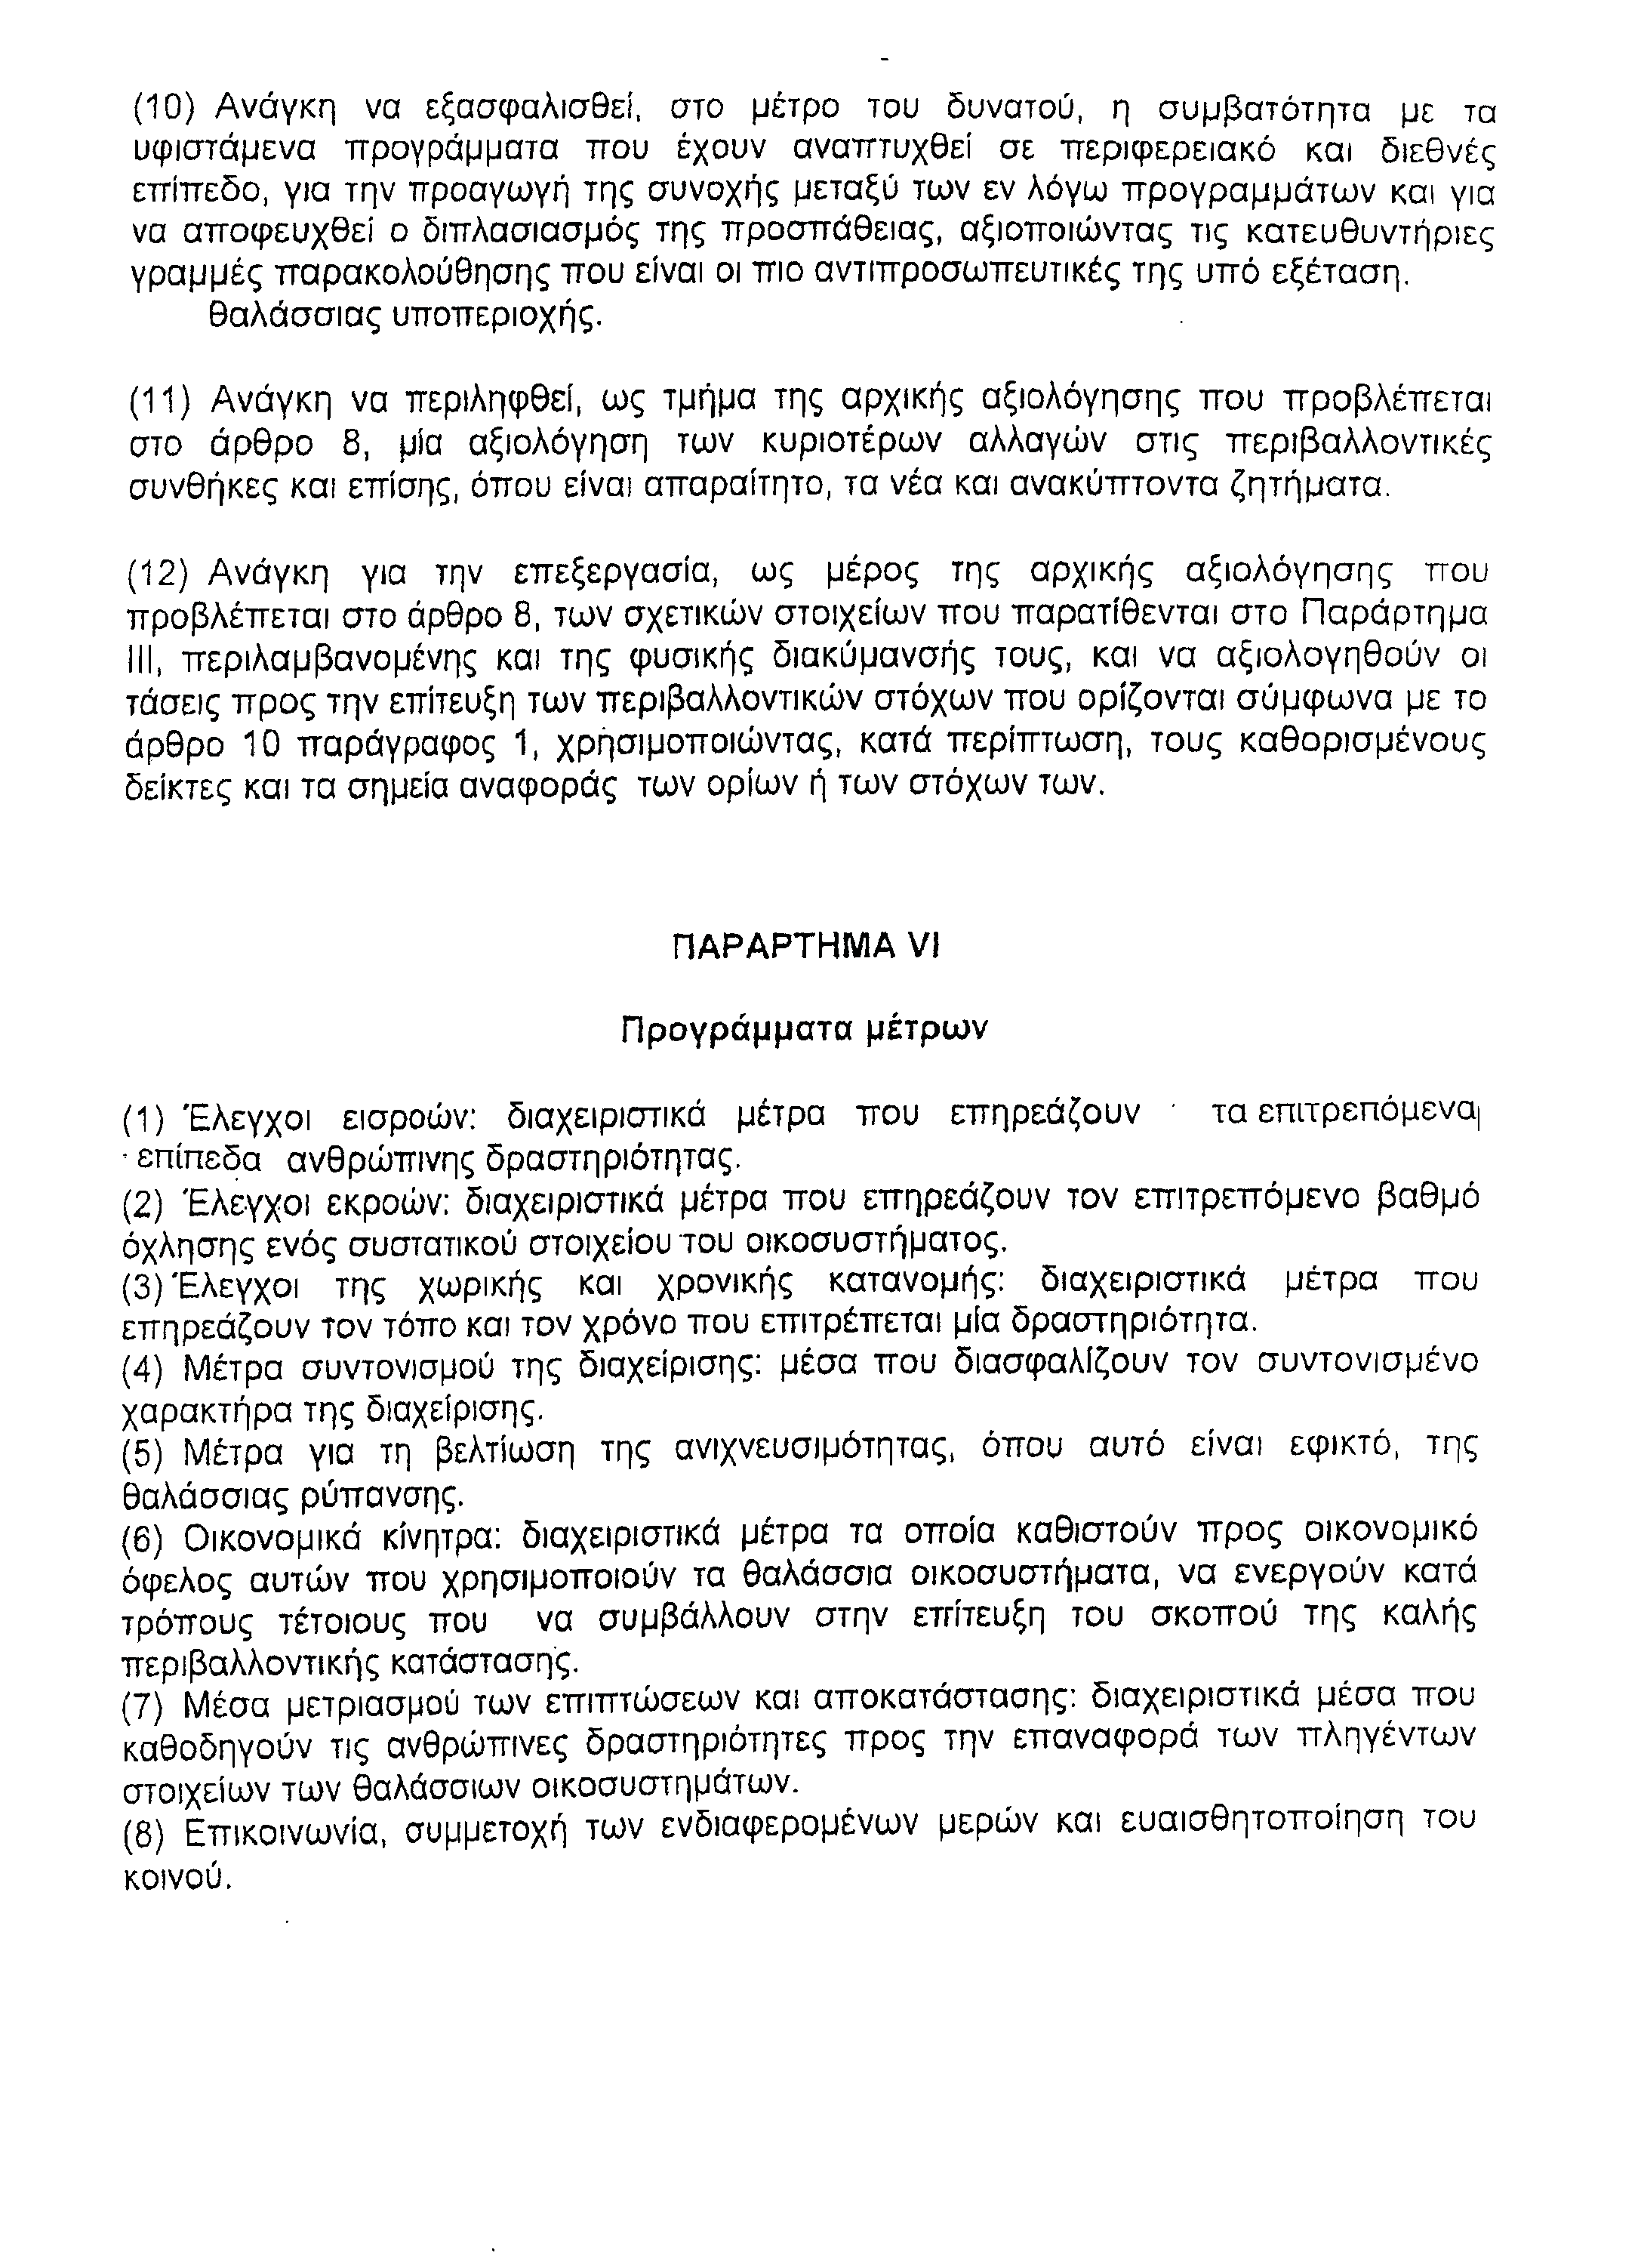 (10) Ανάγκη να εξασφαλισθεί, στο μέτρο του δυνατού, η συμβατότητα με τα
υφιστάμενα προγράμματα που έχουν αναπτυχθεί σε περιφερειακό και διεθνές
επίπεδο, για την προαγωγή της συνοχής μεταξύ των εν λόγω προγραμμάτων και για
να αποφευχθεί ο διπλασιασμός της προσπάθειας, αξιοποιώντας τις κατευθυντήριες
γραμμές παρακολούθησης που είναι οι πιο αντιπροσωπευτικές της υπό εξέταση.
θαλάσσιας υποπεριοχής.
(11) Ανάγκη να περιληφθεί, ως τμήμα της αρχικής αξιολόγησης που προβλέπεται
στο άρθρο 8, μία αξιολόγηση των κυριοτέρων αλλαγών στις περιβαλλοντικές
συνθήκες και επίσης, όπου είναι απαραίτητο, τα νέα και ανακύπτοντα ζητήματα.
(12) Ανάγκη για την επεξεργασία, ως μέρος της αρχικής αξιολόγησης που
προβλέπεται στο άρθρο 8, των σχετικών στοιχείων που παρατίθενται στο Παράρτημα
III, περιλαμβανομένης και της φυσικής διακύμανσής τους, και να αξιολογηθούν οι
τάσεις προς την επίτευξη των περιβαλλοντικών στόχων που ορίζονται σύμφωνα με το
άρθρο 10 παράγραφος 1, χρησιμοποιώντας, κατά περίπτωση, τους καθορισμένους
δείκτες και τα σημεία αναφοράς των ορίων ή των στόχων των.
ΠΑΡΑΡΤΗΜΑ VI
Προγράμματα μέτρων
(1) Έλεγχοι εισροών: διαχειριστικά μέτρα που επηρεάζουν τα επιτρεπόμενα
επίπεδα ανθρώπινης δραστηριότητας.
(2) Έλεγχοι εκροών: διαχειριστικά μέτρα που επηρεάζουν τον επιτρεπόμενο βαθμό
όχλησης ενός συστατικού στοιχείου του οικοσυστήματος.
(3) Έλεγχοι της χωρικής και χρονικής κατανομής: διαχειριστικά μέτρα που
επηρεάζουν τον τόπο και τον χρόνο που επιτρέπεται μία δραστηριότητα.
(4) Μέτρα συντονισμού της διαχείρισης: μέσα που διασφαλίζουν τον συντονισμένο
χαρακτήρα της διαχείρισης.
(5) Μέτρα για τη βελτίωση της ανιχνευσιμότητας, όπου αυτό είναι εφικτό, της
θαλάσσιας ρύπανσης.
(6) Οικονομικά κίνητρα: διαχειριστικά μέτρα τα οποία καθιστούν προς οικονομικό
όφελος αυτών που χρησιμοποιούν τα θαλάσσια οικοσυστήματα, να ενεργούν κατά
τρόπους τέτοιους που να συμβάλλουν στην επίτευξη του σκοπού της καλής
περιβαλλοντικής κατάστασης.
(7) Μέσα μετριασμού των επιπτώσεων και αποκατάστασης: διαχειριστικά μέσα που
καθοδηγούν τις ανθρώπινες δραστηριότητες προς την επαναφορά των πληγέντων
στοιχείων των θαλάσσιων οικοσυστημάτων.
(8) Επικοινωνία, συμμετοχή των ενδιαφερομένων μερών και ευαισθητοποίηση του
κοινού.